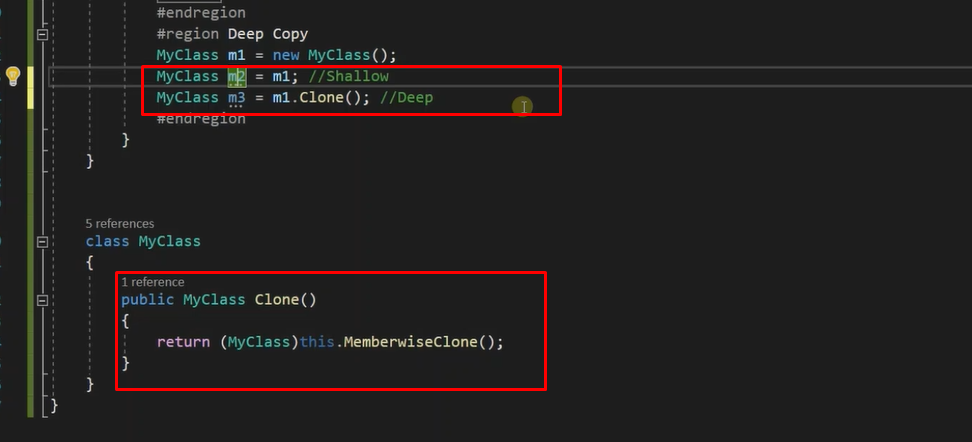 #endregion
#region Deep Copy
MyClass m1 = new MyClass();
MyClass m2 = m1; //Shallow
MyClass m3 = m1.Clone(); //Deep
#endregion
}
}
5 references
class MyClass
{
1 reference
public MyClass Clone()
{
return (MyClass)this.MemberwiseClone();
}
}
}